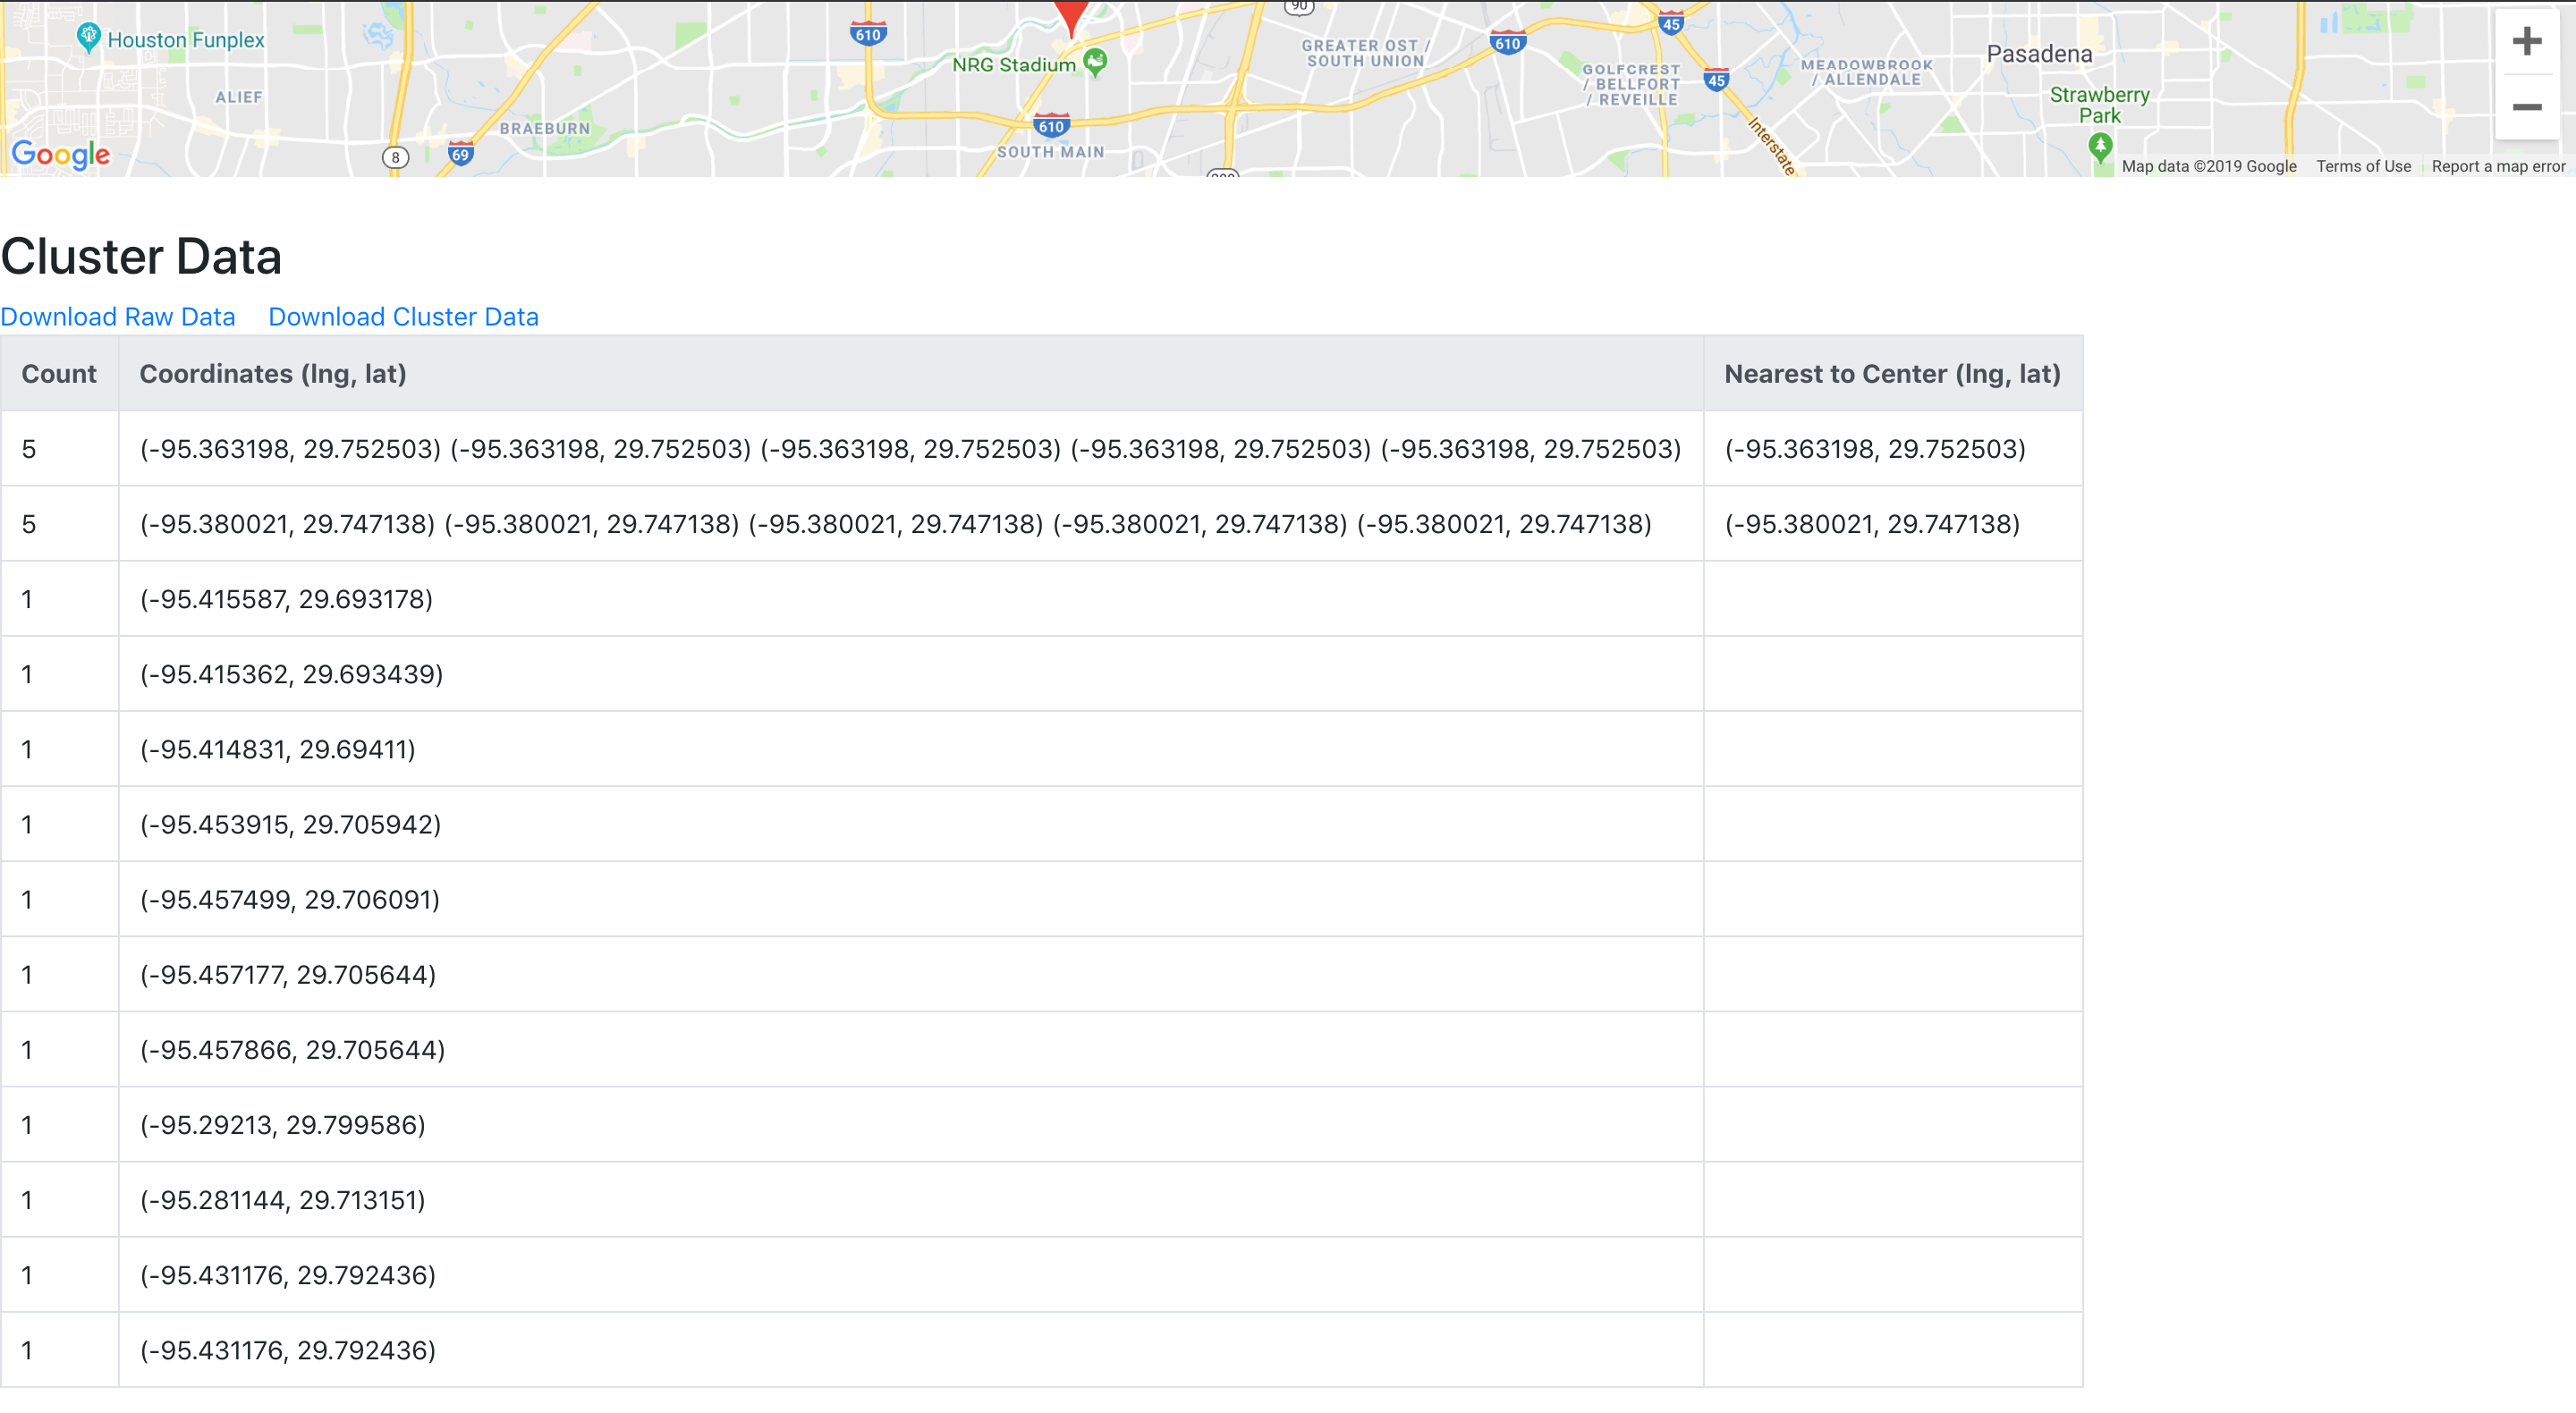 90
Houston Funplex
610
45
GREATER OST /
SOUTH UNION
610
Pasadena
NRG Stadium
GOLFCREST
/ BELLFORT
/ REVEILLE
45
MEADOWBROOK
/ ALLENDALE
ALIEF
Strawberry
Park
BRAEBURN
610
Interstate
Google
8
69
SOUTH MAIN
Map data ©2019 Google Terms of Use Report a map error
Cluster Data
Download Raw Data Download Cluster Data
Count Coordinates (lng, lat) Nearest to Center (lng, lat)
5 (-95.363198, 29.752503) (-95.363198, 29.752503) (-95.363198, 29.752503) (-95.363198, 29.752503) (-95.363198, 29.752503) (-95.363198, 29.752503)
5 (-95.380021, 29.747138) (-95.380021, 29.747138) (-95.380021, 29.747138) (-95.380021, 29.747138) (-95.380021, 29.747138) (-95.380021, 29.747138)
1 (-95.415587, 29.693178)
1 (-95.415362, 29.693439)
1 (-95.414831, 29.69411)
1 (-95.453915, 29.705942)
1 (-95.457499, 29.706091)
1 (-95.457177, 29.705644)
1 (-95.457866, 29.705644)
1 (-95.29213, 29.799586)
1 (-95.281144, 29.713151)
1 (-95.431176, 29.792436)
1 (-95.431176, 29.792436)